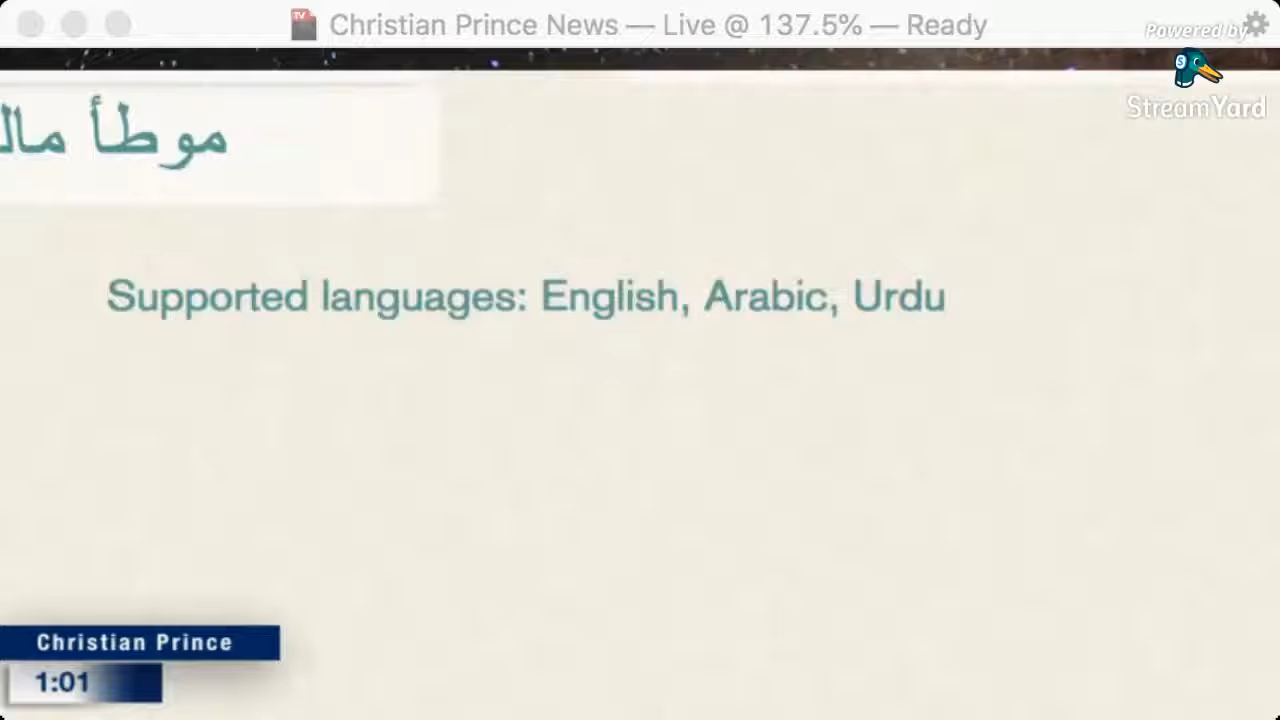 Christian Prince News — Live @ 137.5% — Ready
Powered by
StreamYard
موطأ
Supported languages: English, Arabic, Urdu
Christian Prince
1:01